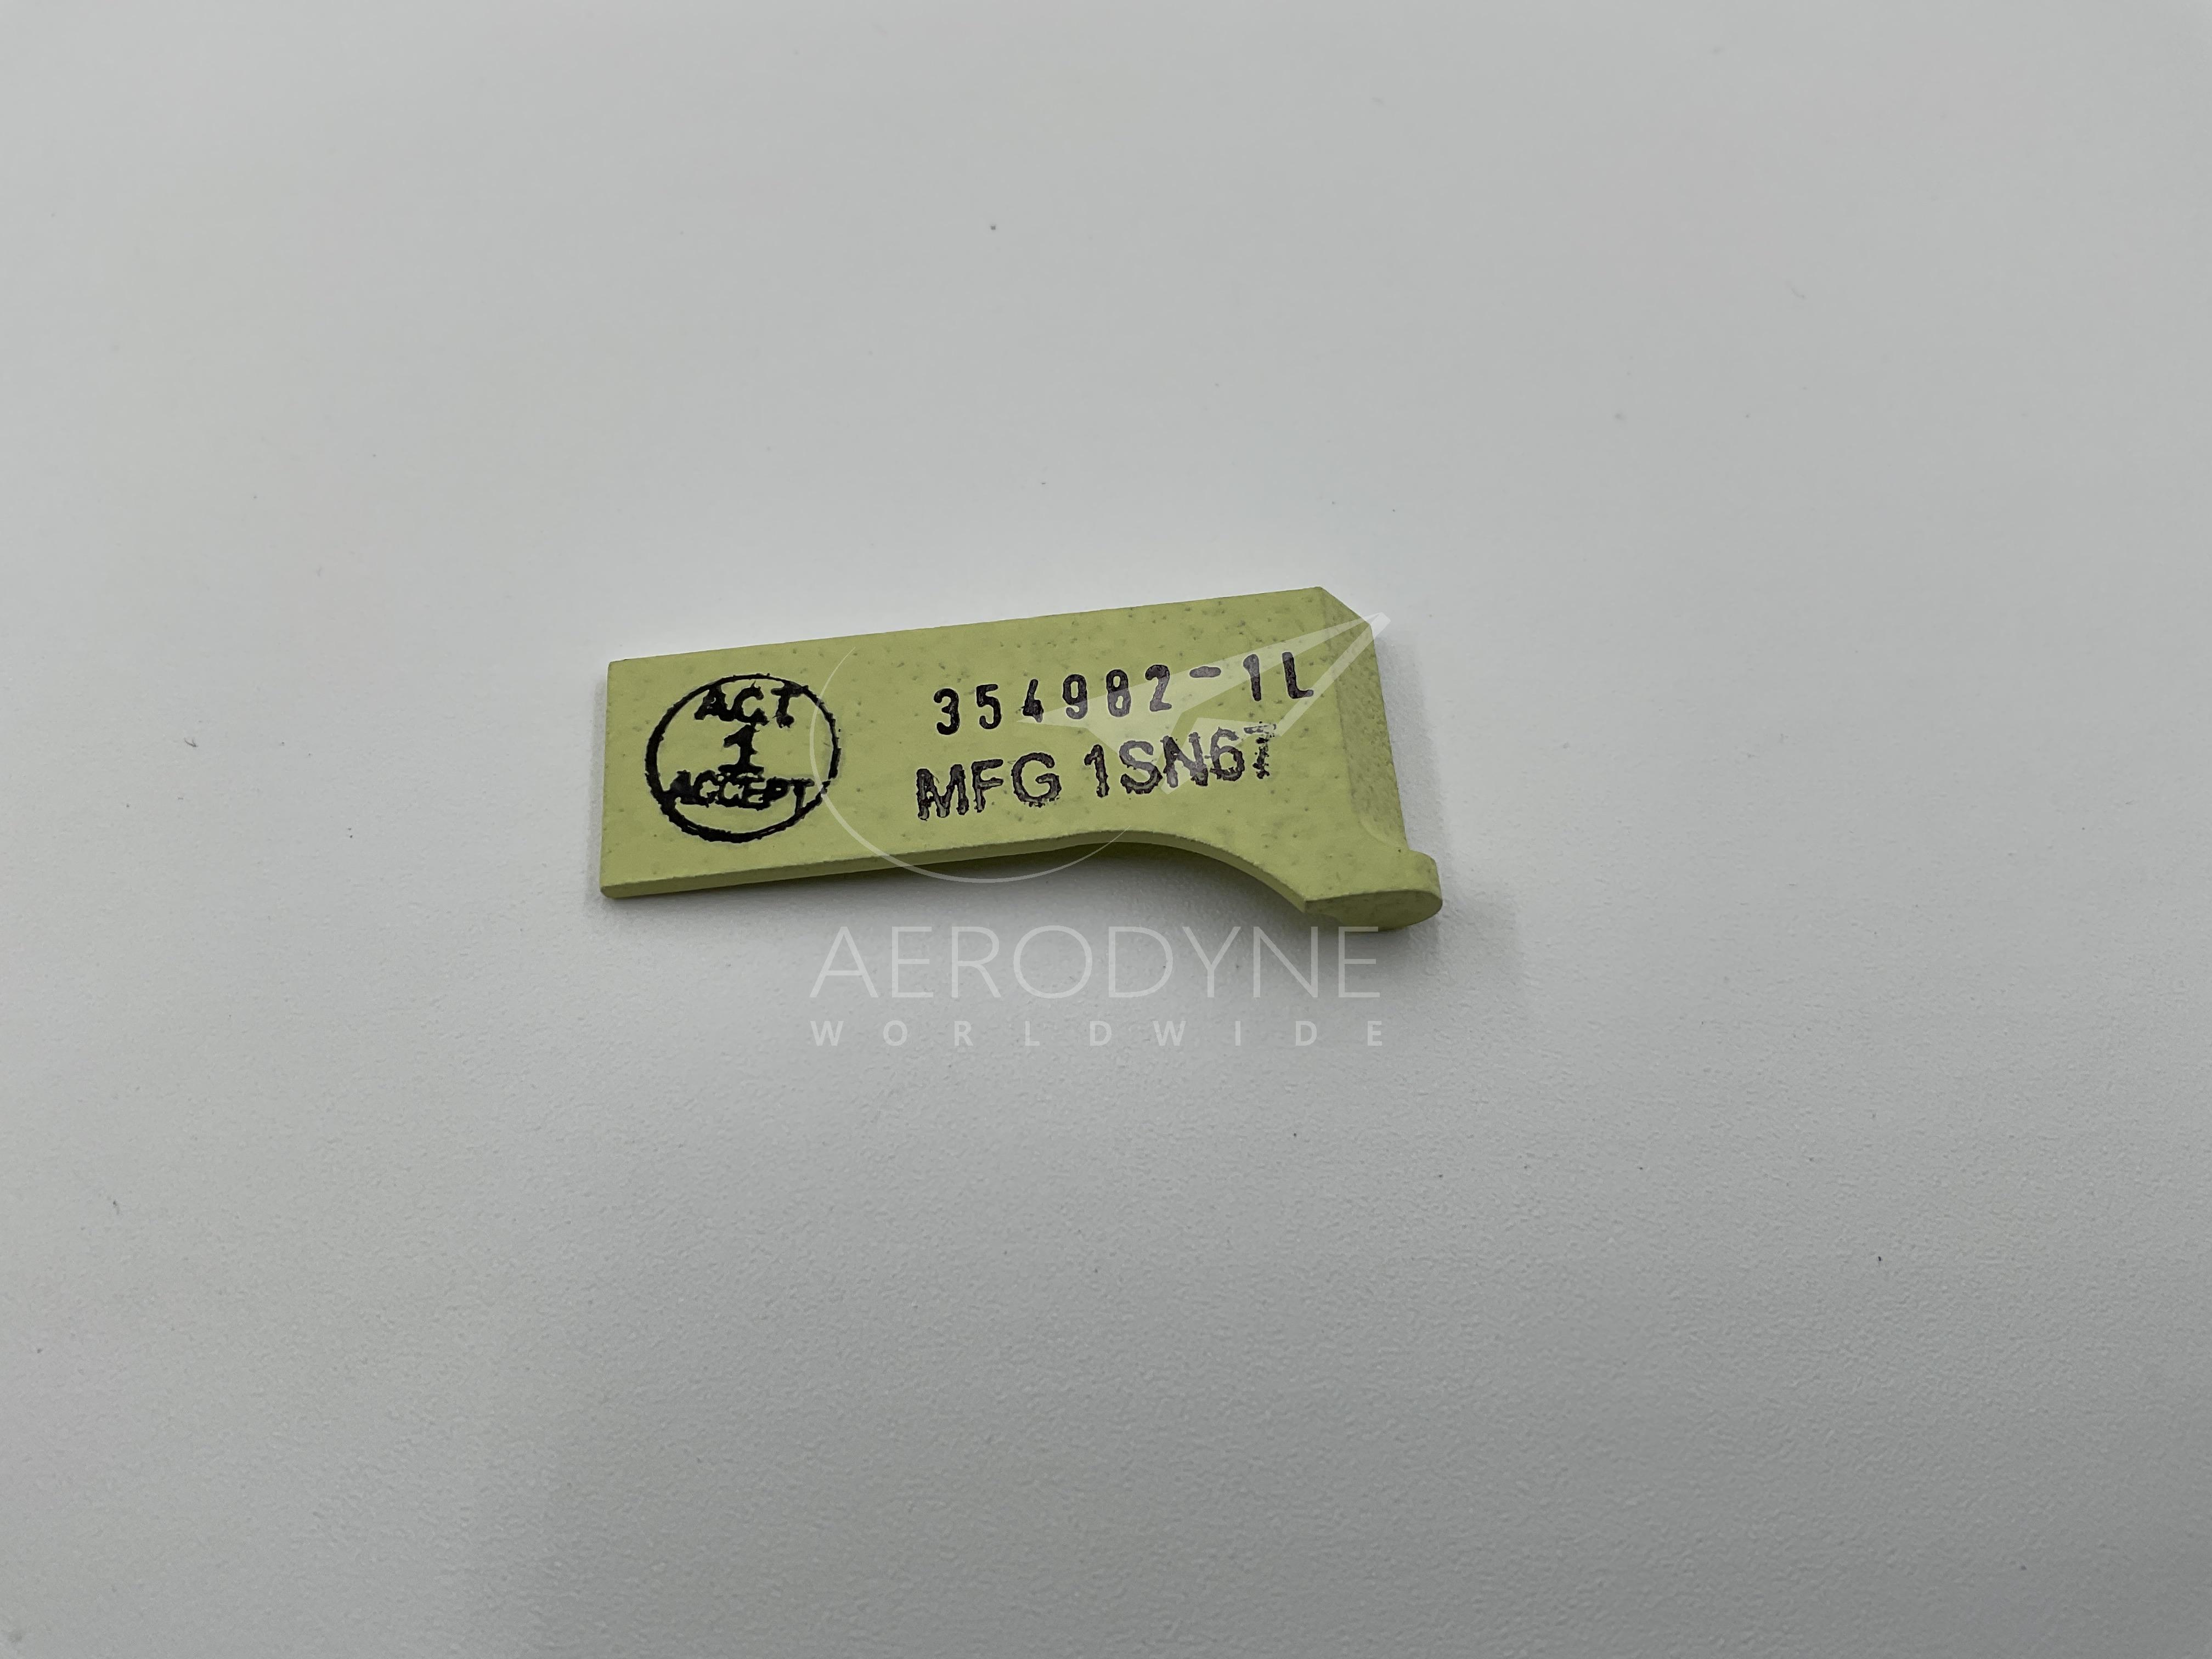 ACT
1
ACCEPT
354982-1L
MFG 1SN67
AERODYNE
WORLDWIDE